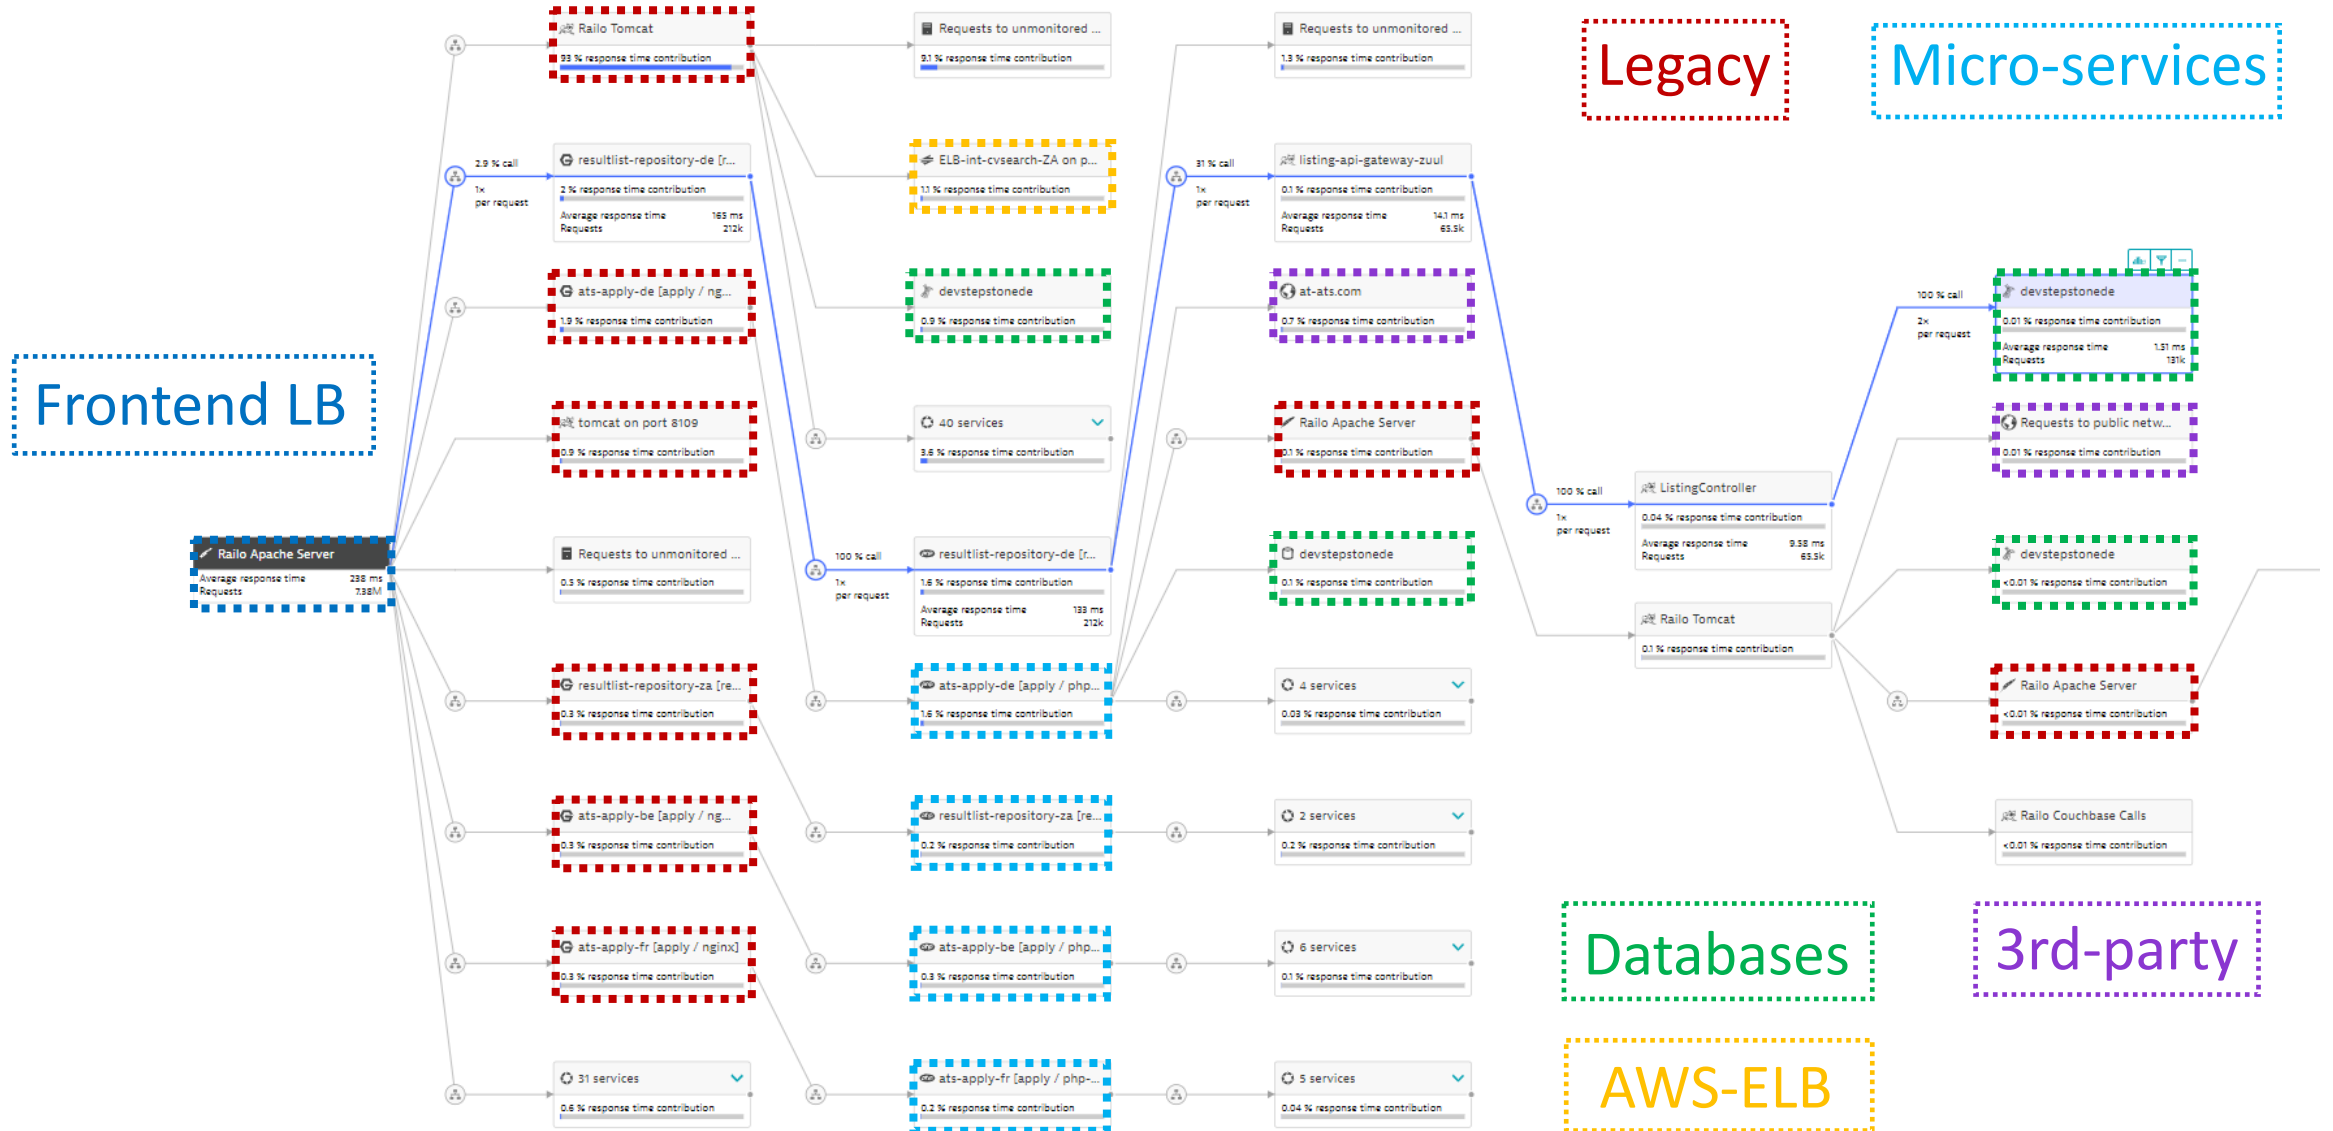 Frontend LB
Railo Apache Server
Average response time 238 ms
Requests 7.38M
Railo Tomcat
93 % response time contribution
2.9 % call
1x
per request
resultlist-repository-de [r...
2 % response time contribution
Average response time 165 ms
Requests 212k
ats-apply-de [apply / ng...
1.9 % response time contribution
tomcat on port 8109
0.9 % response time contribution
Requests to unmonitored ...
0.3 % response time contribution
resultlist-repository-za [re...
0.3 % response time contribution
ats-apply-be [apply / ng...
0.3 % response time contribution
ats-apply-fr [apply / nginx]
0.3 % response time contribution
31 services
0.6 % response time contribution
Requests to unmonitored ...
9.1 % response time contribution
ELB-int-cvsearch-ZA on p...
1.1 % response time contribution
devstepstonede
0.9 % response time contribution
40 services
3.6 % response time contribution
100 % call
1x
per request
resultlist-repository-de [r...
1.6 % response time contribution
Average response time 133 ms
Requests 212k
ats-apply-de [apply / php...
1.6 % response time contribution
resultlist-repository-za [re...
0.2 % response time contribution
ats-apply-be [apply / php...
0.3 % response time contribution
ats-apply-fr [apply / php-...
0.2 % response time contribution
Requests to unmonitored ...
1.3 % response time contribution
31 % call
1x
per request
listing-api-gateway-zuul
0.1 % response time contribution
Average response time 14.1 ms
Requests 63.3k
at-ats.com
0.7 % response time contribution
Railo Apache Server
0.1 % response time contribution
devstepstonede
0.1 % response time contribution
4 services
0.03 % response time contribution
2 services
0.2 % response time contribution
6 services
0.1 % response time contribution
5 services
0.04 % response time contribution
Legacy
Micro-services
100 % call
1x
per request
ListingController
0.04 % response time contribution
Average response time 9.38 ms
Requests 63.3k
Railo Tomcat
0.1 % response time contribution
100 % call
2x
per request
devstepstonede
0.01 % response time contribution
Average response time 1.31 ms
Requests 131k
Requests to public netw...
0.01 % response time contribution
devstepstonede
<0.01 % response time contribution
Railo Apache Server
<0.01 % response time contribution
Railo Couchbase Calls
<0.01 % response time contribution
Databases
3rd-party
AWS-ELB